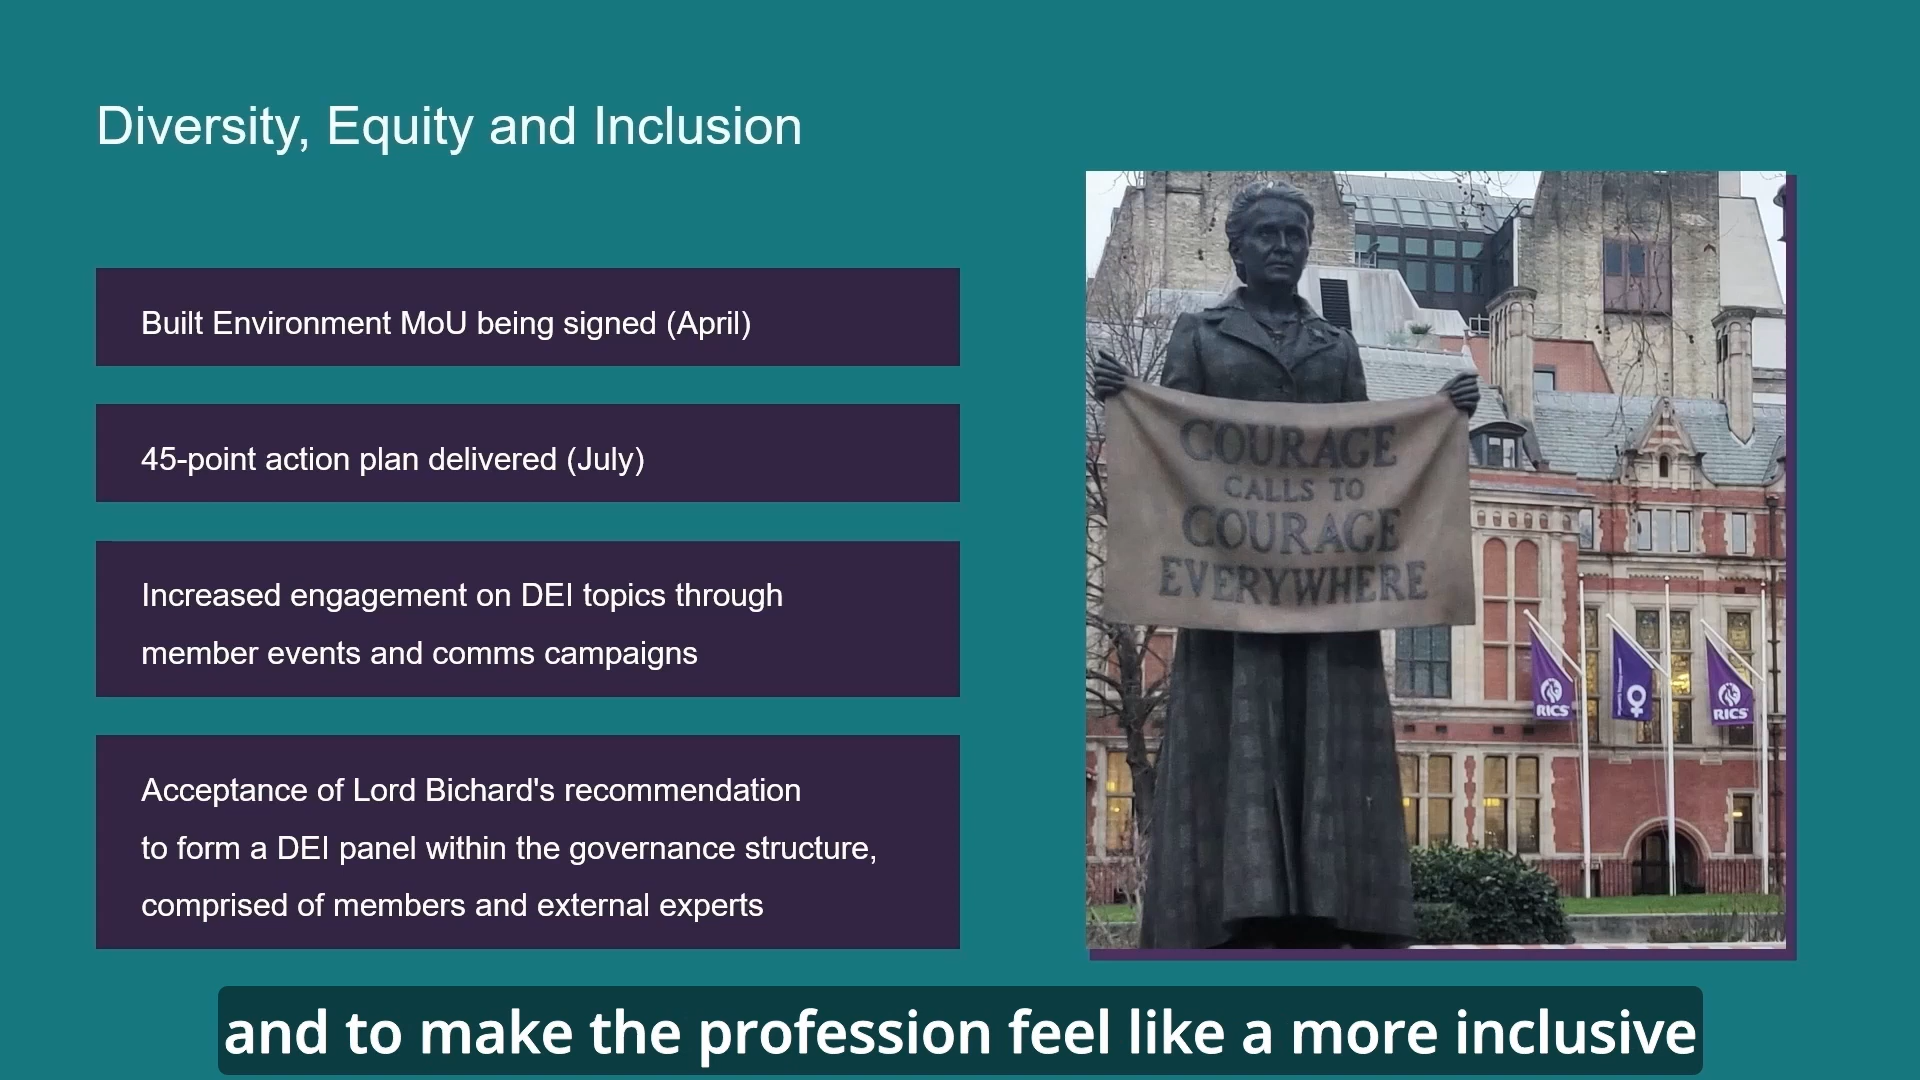 Diversity, Equity and Inclusion
Built Environment MoU being signed (April)
45-point action plan delivered (July)
Increased engagement on DEI topics through
member events and comms campaigns
Acceptance of Lord Bichard's recommendation
to form a DEI panel within the governance structure,
comprised of members and external experts
COURAGE
CALLS TO
COURAGE
EVERYWHERE
RICS
RICS
and to make the profession feel like a more inclusive